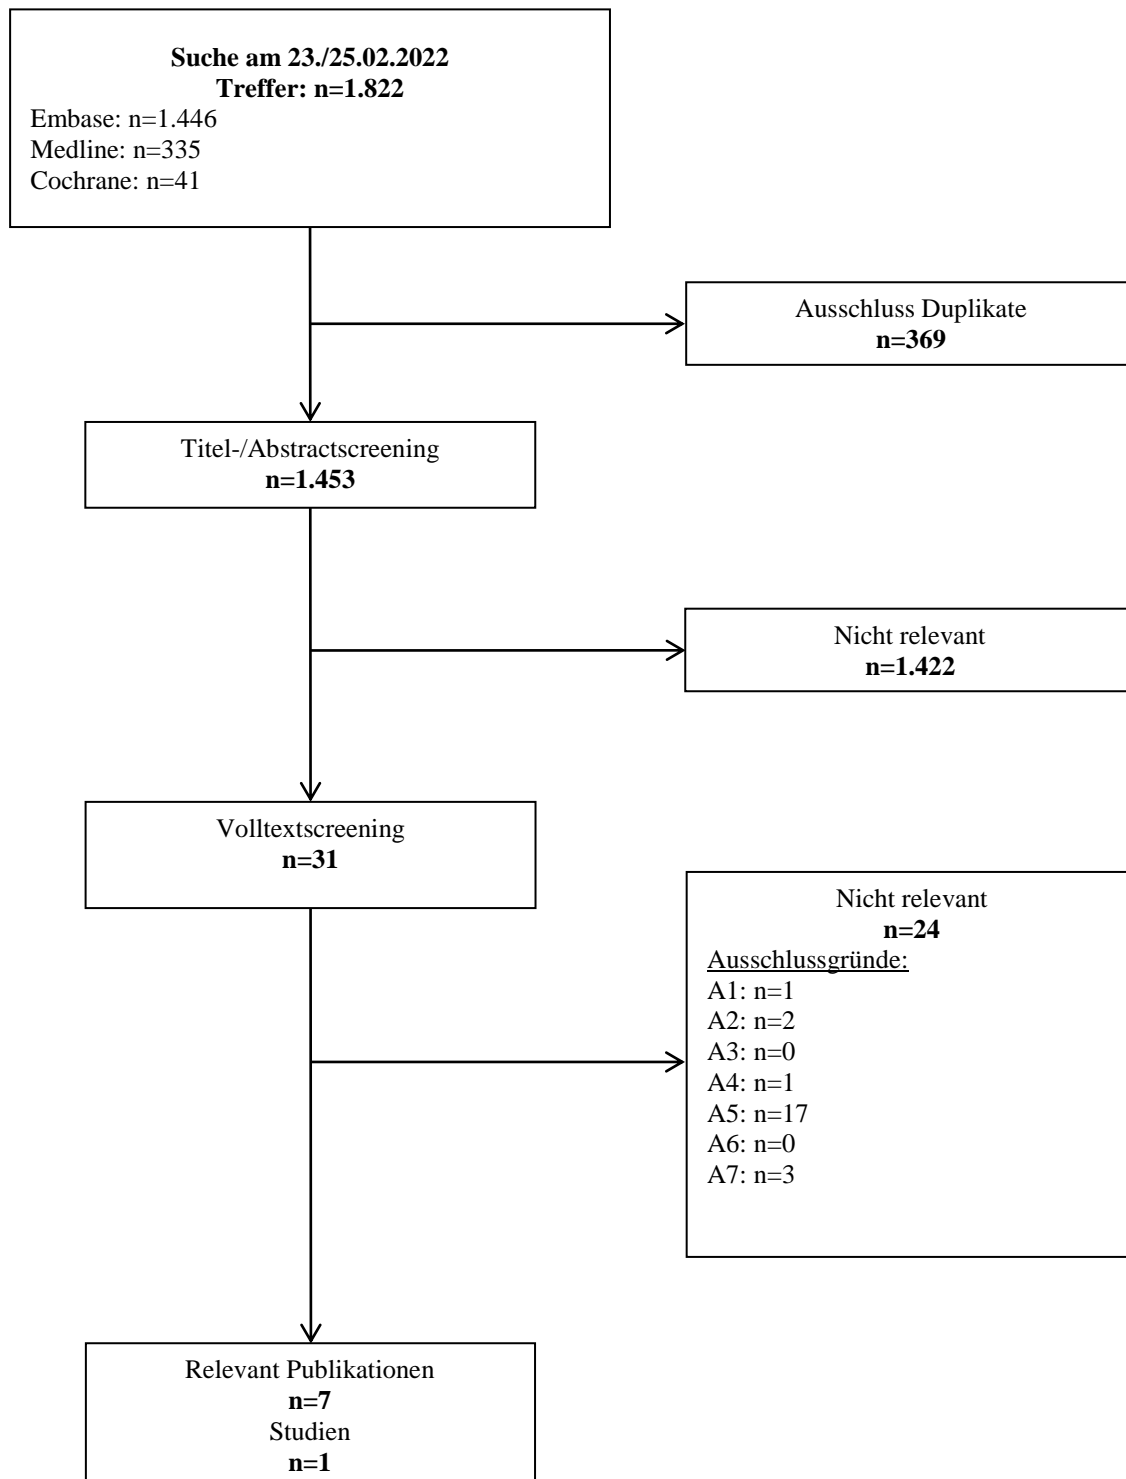 Suche am 23./25.02.2022
Treffer: n=1.822
Embase: n=1.446
Medline: n=335
Cochrane: n=41
Ausschluss Duplikate
n=369
Titel-/Abstractscreening
n=1.453
Nicht relevant
n=1.422
Volltextscreening
n=31
Nicht relevant
n=24
Ausschlussgründe:
A1: n=1
A2: n=2
A3: n=0
A4: n=1
A5: n=17
A6: n=0
A7: n=3
Relevant Publikationen
n=7
Studien
n=1